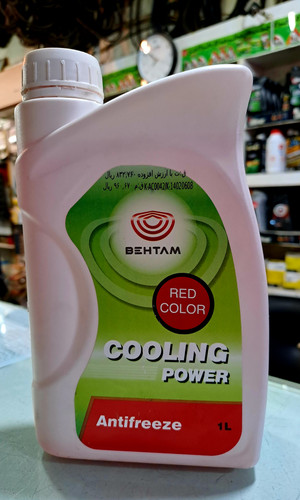 BEHTAM
RED
COLOR
COOLING
POWER
Antifreeze
1L